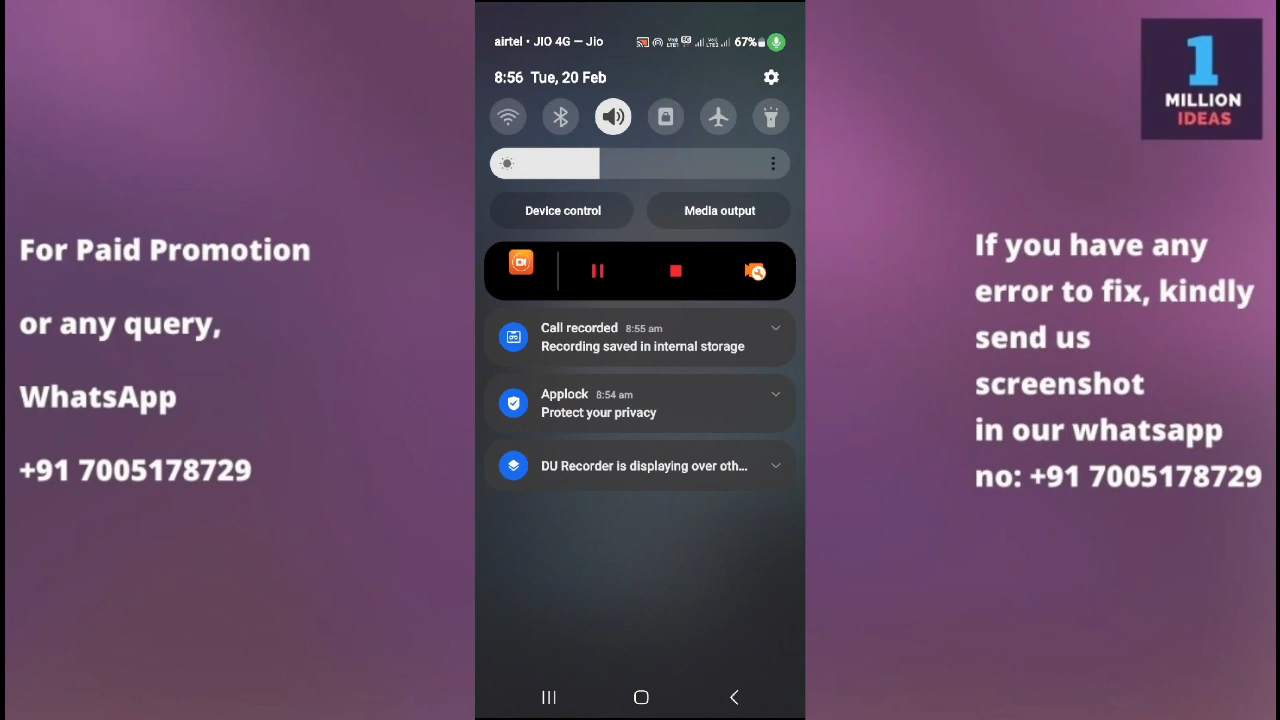 For Paid Promotion
or any query,
WhatsApp
+91 7005178729
airtel • JIO 4G — Jio
67%
8:56 Tue, 20 Feb
Device control
Media output
Call recorded 8:55 am
Recording saved in internal storage
Applock 8:54 am
Protect your privacy
DU Recorder is displaying over oth...
1
MILLION
IDEAS
If you have any
error to fix, kindly
send us
screenshot
in our whatsapp
no: +91 7005178729